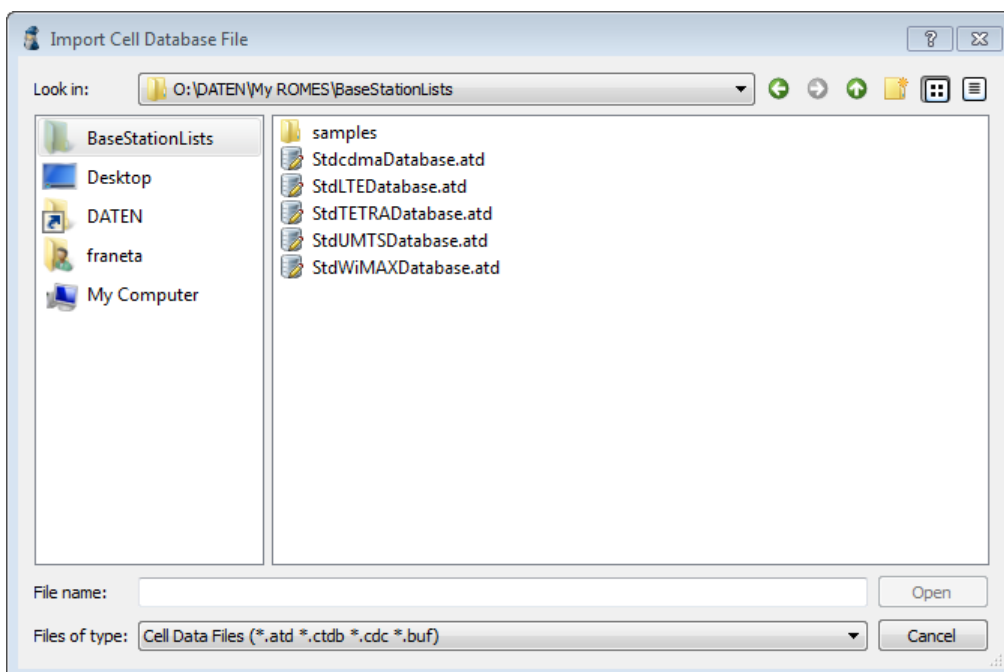 Import Cell Database File
Look in: O:\DATEN\My ROMES\BaseStationLists
BaseStationLists
Desktop
DATEN
franeta
My Computer
samples
StdcdmaDatabase.atd
StdLTEDatabase.atd
StdTETRADatabase.atd
StdUMTSDatabase.atd
StdWiMAXDatabase.atd
File name: Open
Files of type: Cell Data Files (*.atd *.ctdb *.cdc *.buf) Cancel